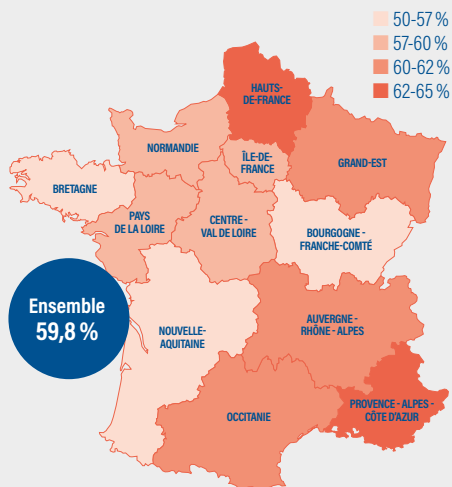 50-57 %
57-60 %
60-62 %
62-65 %
HAUTS-
DE-FRANCE
NORMANDIE
ÎLE-DE-
FRANCE
GRAND-EST
BRETAGNE
PAYS
DE LA LOIRE
CENTRE -
VAL DE LOIRE
BOURGOGNE -
FRANCHE-COMTÉ
Ensemble
59,8 %
NOUVELLE-
AQUITAINE
AUVERGNE -
RHÔNE - ALPES
OCCITANIE
PROVENCE - ALPES -
CÔTE D'AZUR